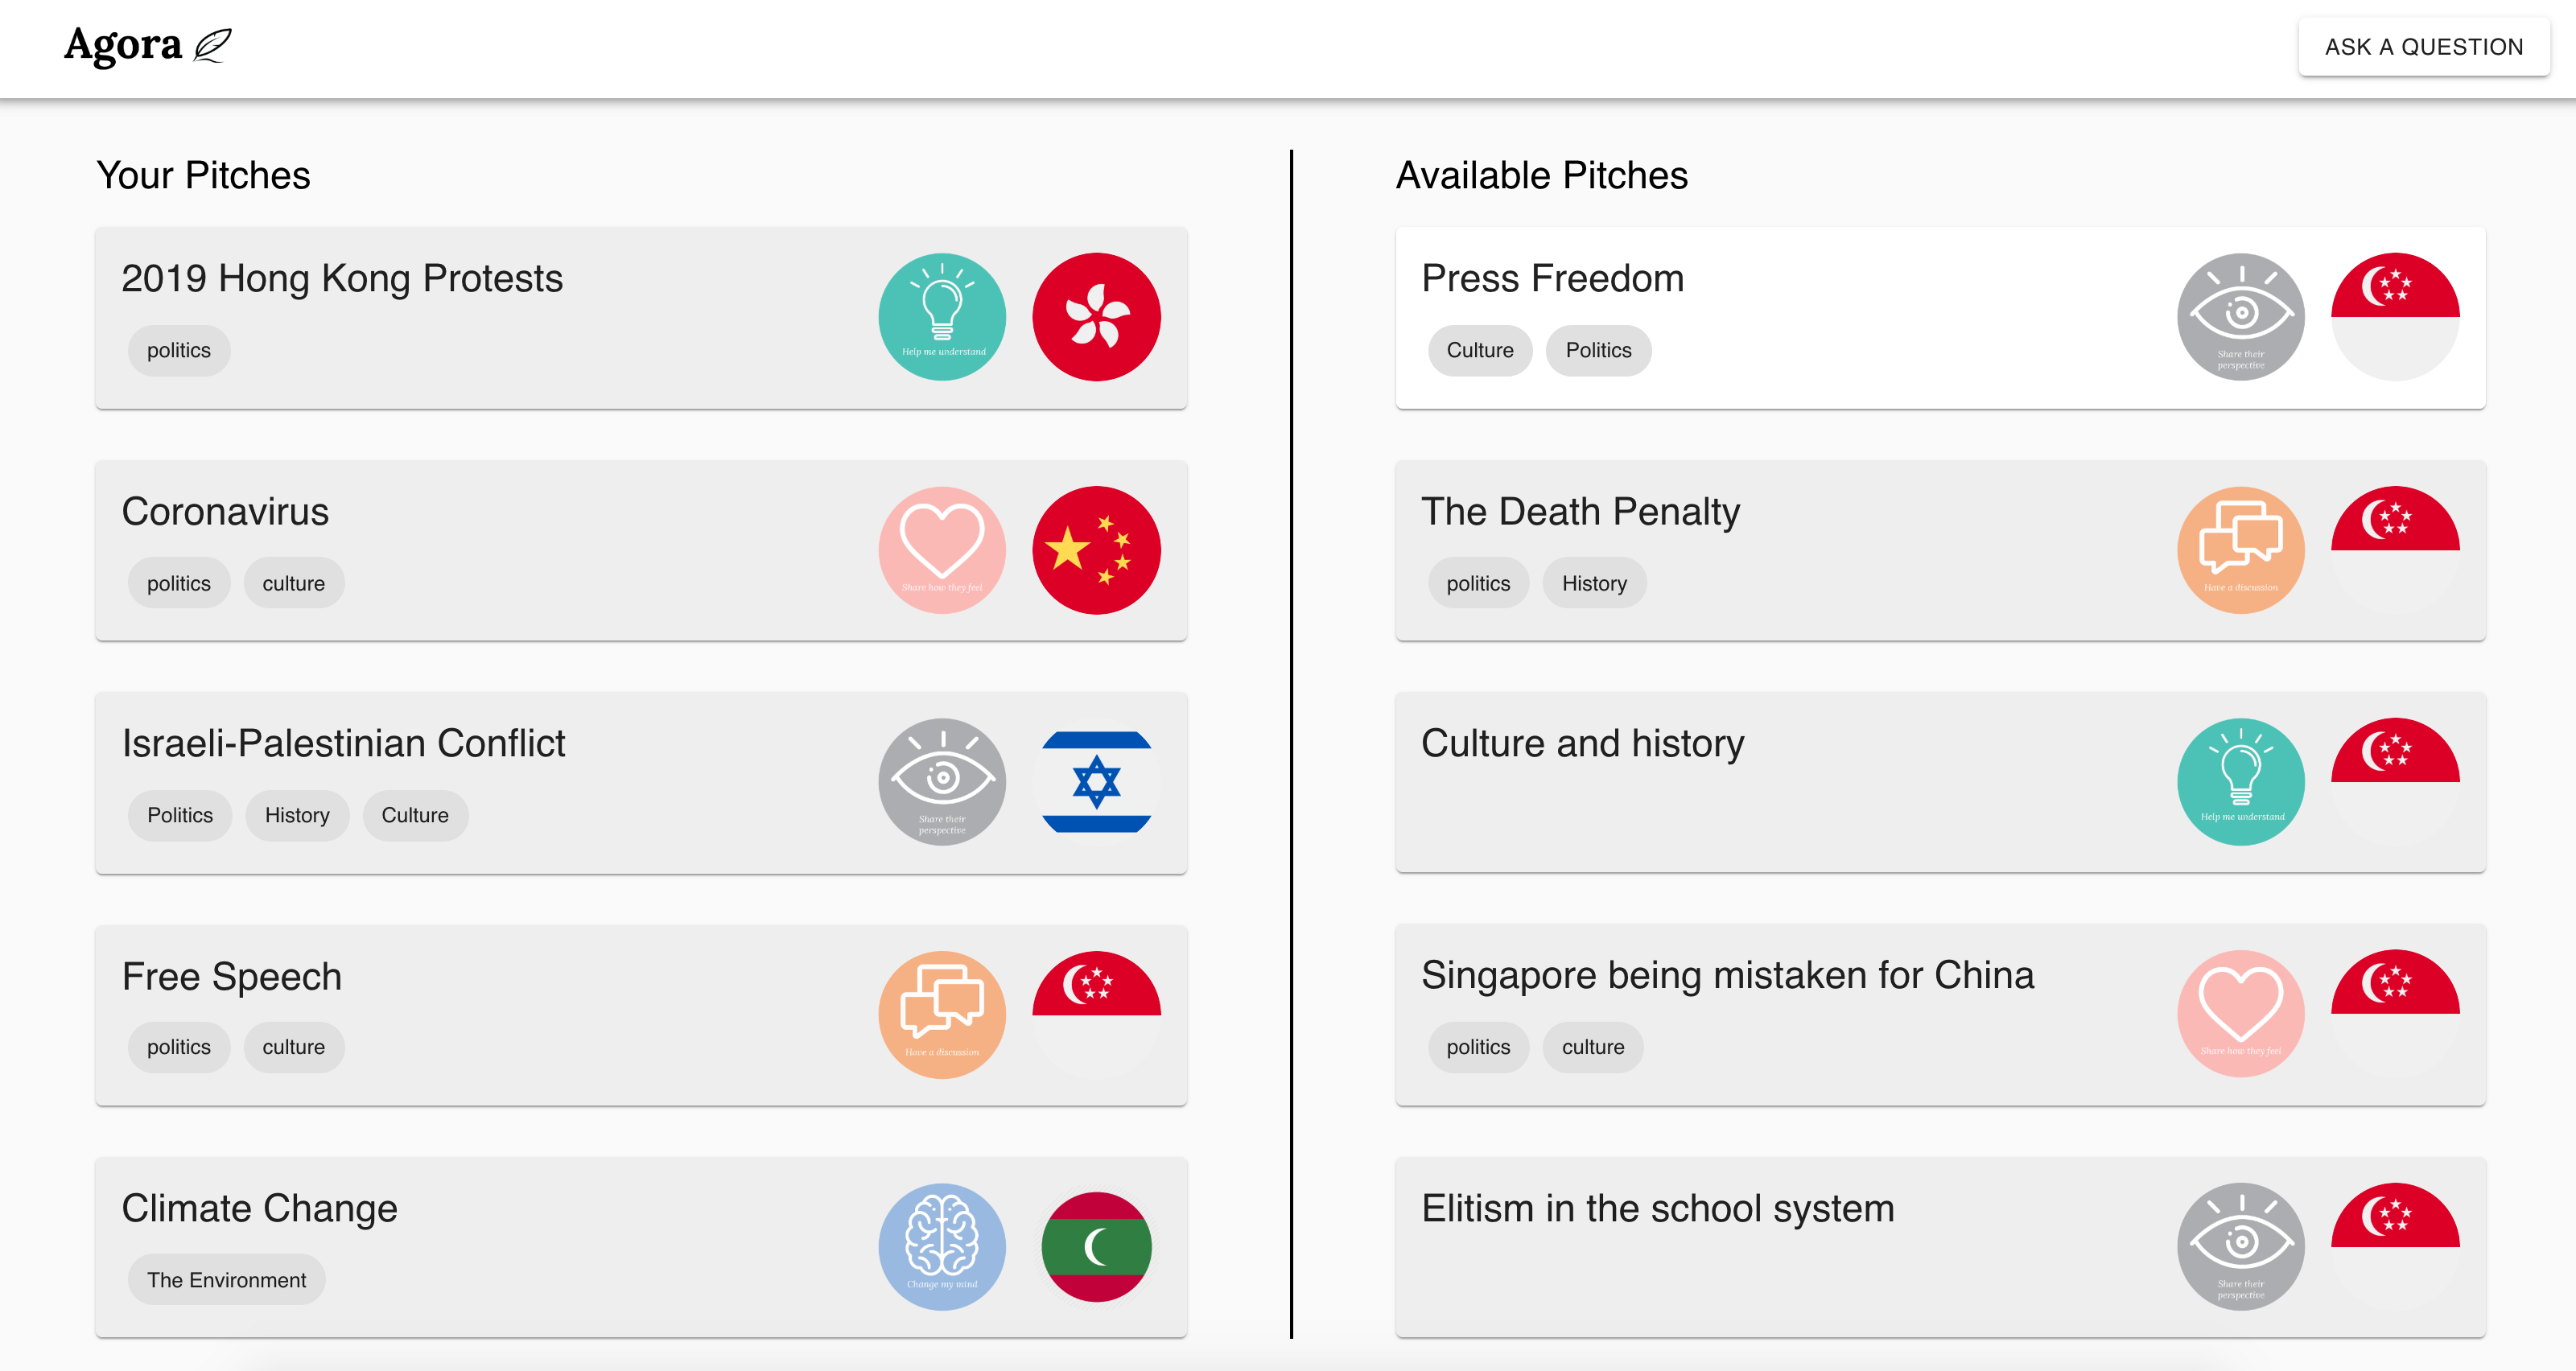 Agora
ASK A QUESTION
Your Pitches
2019 Hong Kong Protests
politics
Help me understand
Coronavirus
politics culture
Share how they feel
Israeli-Palestinian Conflict
Politics History Culture
Share their
perspective
Free Speech
politics culture
Have a discussion
Climate Change
The Environment
Change my mind
Available Pitches
Press Freedom
Culture Politics
Share their
perspective
The Death Penalty
politics History
Have a discussion
Culture and history
Help me understand
Singapore being mistaken for China
politics culture
Share how they feel
Elitism in the school system
Share their
perspective